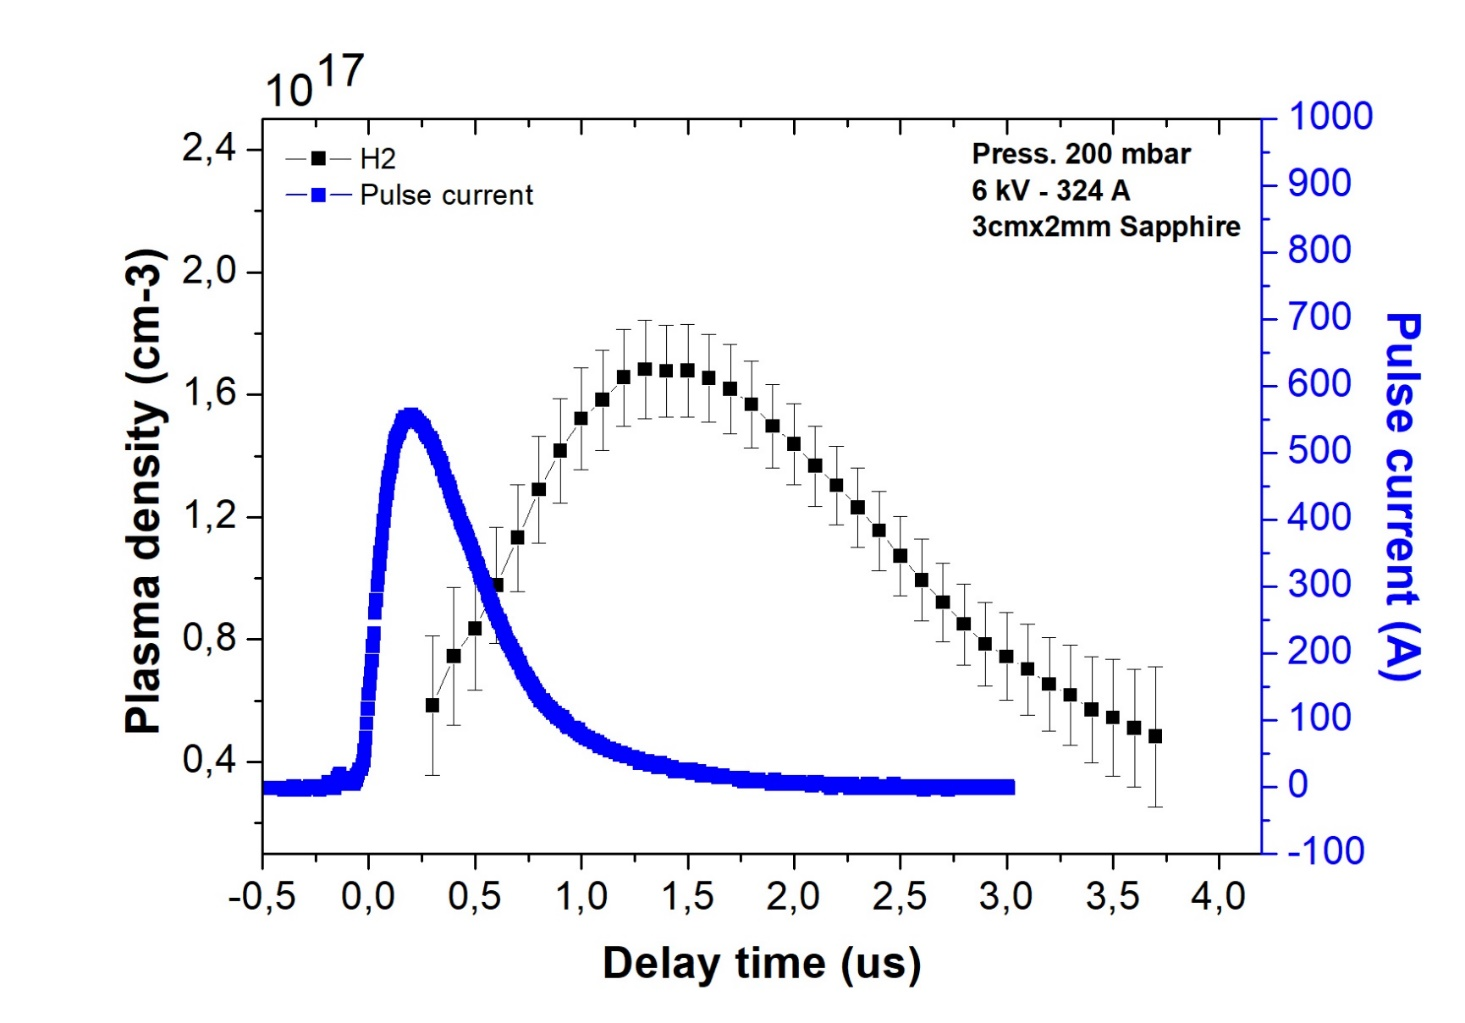 10^17
2,4
2,0
1,6
1,2
0,8
0,4
Plasma density (cm-3)
H2
Pulse current
Press. 200 mbar
6 kV - 324 A
3cmx2mm Sapphire
1000
900
800
700
600
500
400
300
200
100
0
-100
Pulse current (A)
-0,5 0,0 0,5 1,0 1,5 2,0 2,5 3,0 3,5 4,0
Delay time (us)